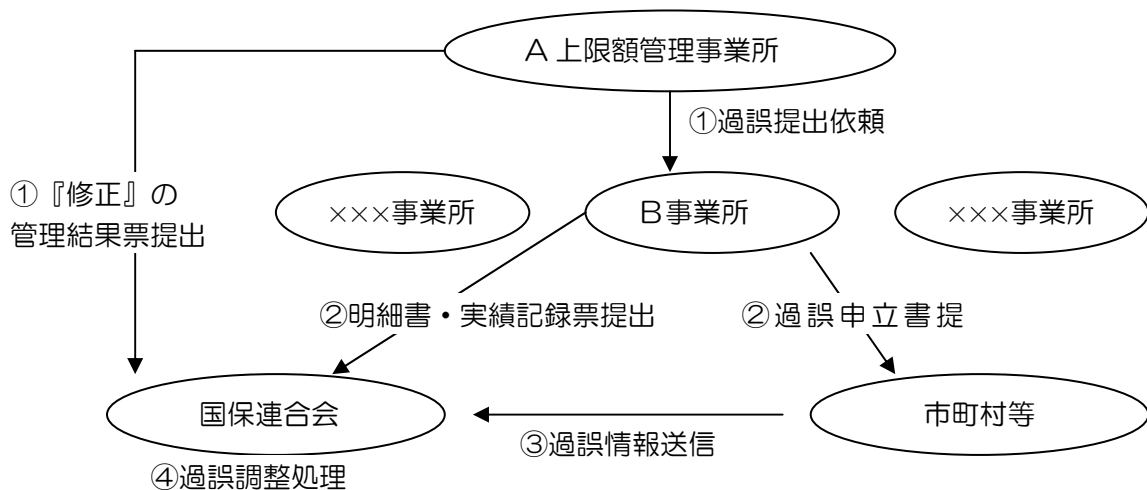 A 上限額管理事業所
①過誤提出依頼
①『修正』の
管理結果票提出
×××事業所
B事業所
×××事業所
②明細書・実績記録票提出
②過誤申立書提
国保連合会
市町村等
③過誤情報送信
④過誤調整処理